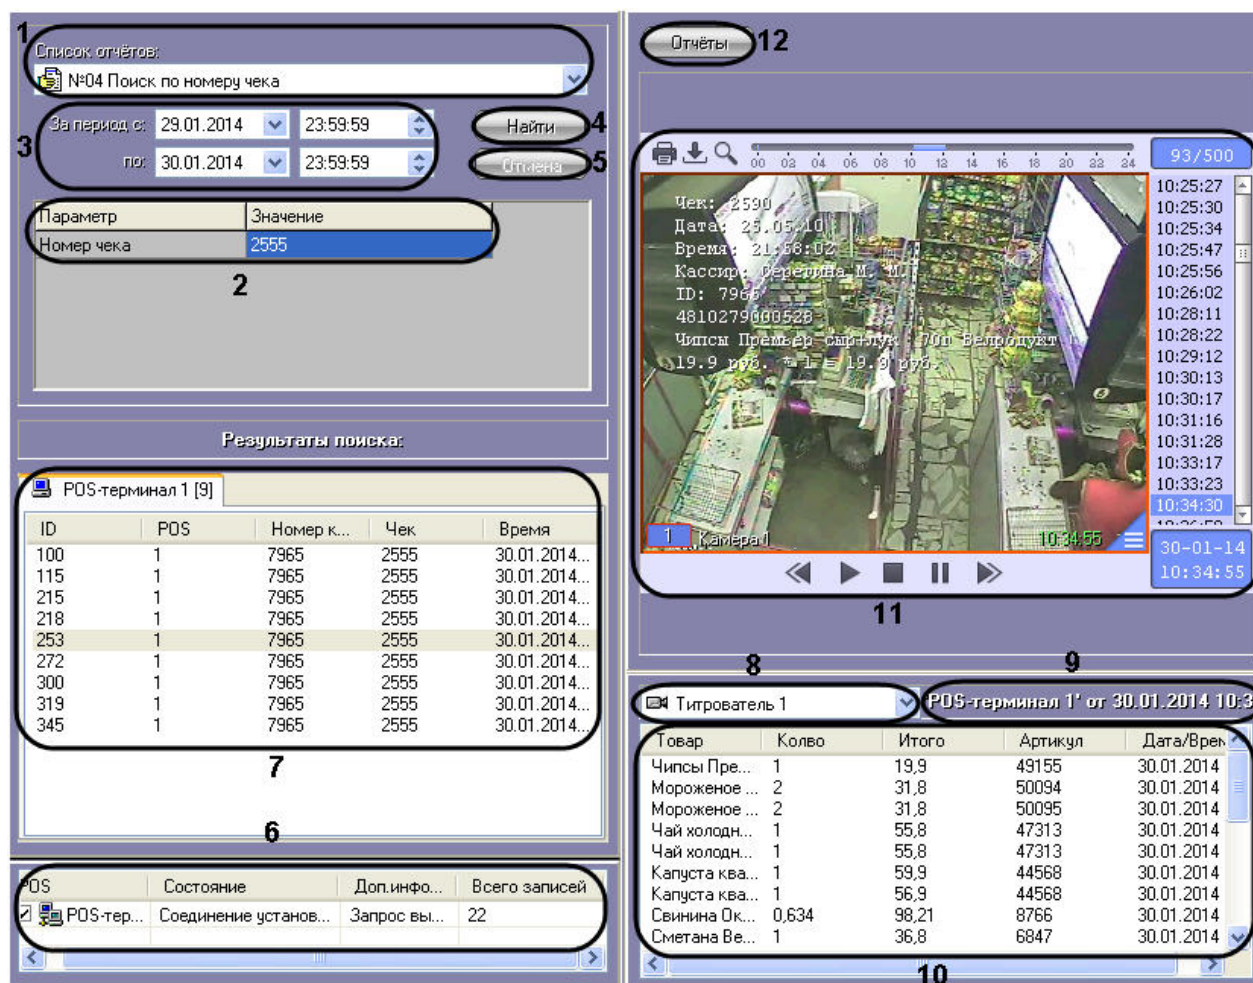 1
Список отчётов:
№04 Поиск по номеру чека
3
За период с: 29.01.2014 23:59:59
по: 30.01.2014 23:59:59
Найти 4
Отмена 5
Параметр Значение
Номер чека 2555
2
Результаты поиска:
POS-терминал 1 [9]
ID POS Номер к... Чек Время
100 1 7965 2555 30.01.2014...
115 1 7965 2555 30.01.2014...
215 1 7965 2555 30.01.2014...
218 1 7965 2555 30.01.2014...
253 1 7965 2555 30.01.2014...
272 1 7965 2555 30.01.2014...
300 1 7965 2555 30.01.2014...
319 1 7965 2555 30.01.2014...
345 1 7965 2555 30.01.2014...
7
6
POS Состояние Доп.инфо... Всего записей
POS-тер... Соединение установ... Запрос вы... 22
Отчёты 12
00 02 04 06 08 10 12 14 16 18 20 22 24
93/500
Чек: 2590
Дата: 25.05.10
Время: 21:58:02
Кассир: Серегина М. М.
ID: 7965
4810279000528
Чипсы Премьер сыр+лук 70г Белпродукт 1
19.9 руб. * 1 = 19.9 руб.
1 Камера 1 10:34:55
10:25:27
10:25:30
10:25:34
10:25:47
10:25:56
10:26:02
10:28:11
10:28:22
10:29:12
10:30:13
10:30:17
10:31:16
10:31:28
10:33:17
10:33:23
10:34:30
30-01-14
10:34:55
11
8
9
Титрователь 1
POS-терминал 1' от 30.01.2014 10:3
Товар Колво Итого Артикул Дата/Врем
Чипсы Пре... 1 19,9 49155 30.01.2014
Мороженое ... 2 31,8 50094 30.01.2014
Мороженое ... 2 31,8 50095 30.01.2014
Чай холодн... 1 55,8 47313 30.01.2014
Чай холодн... 1 55,8 47313 30.01.2014
Капуста ква... 1 59,9 44568 30.01.2014
Капуста ква... 1 56,9 44568 30.01.2014
Свинина Ок... 0,634 98,21 8766 30.01.2014
Сметана Ве... 1 36,8 6847 30.01.2014
10